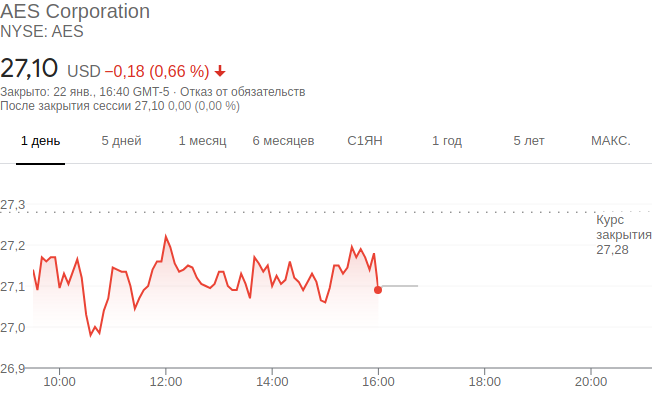 AES Corporation
NYSE: AES
27,10 USD −0,18 (0,66 %)
Закрыто: 22 янв., 16:40 GMT-5 · Отказ от обязательств
После закрытия сессии 27,10 0,00 (0,00 %)
1 день 5 дней 1 месяц 6 месяцев С1ЯН 1 год 5 лет МАКС.
27,3
Курс
закрытия
27,28
27,2
27,1
27,0
26,9
10:00 12:00 14:00 16:00 18:00 20:00